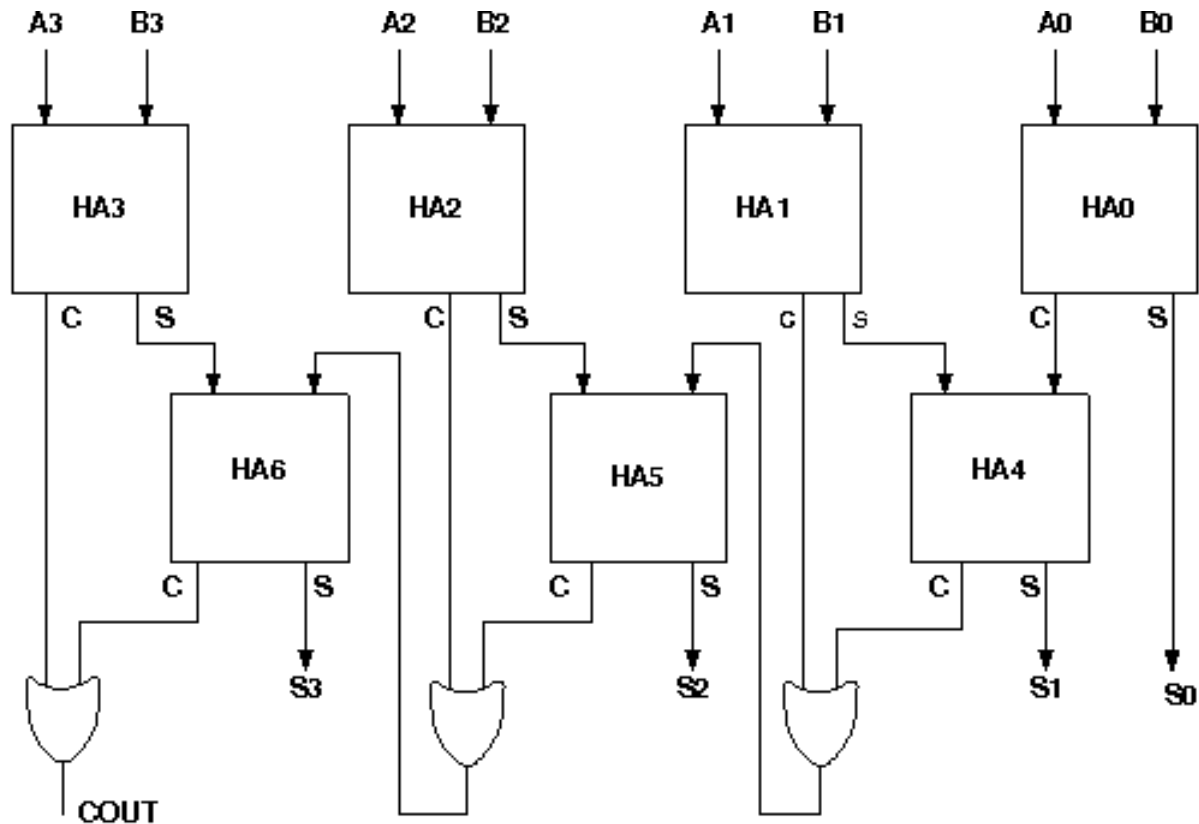 A3 B3 A2 B2 A1 B1 A0 B0
HA3 HA2 HA1 HA0
C S C S C S C S
HA6 HA5 HA4
C S C S C S
S3 S2 S1 S0
COUT